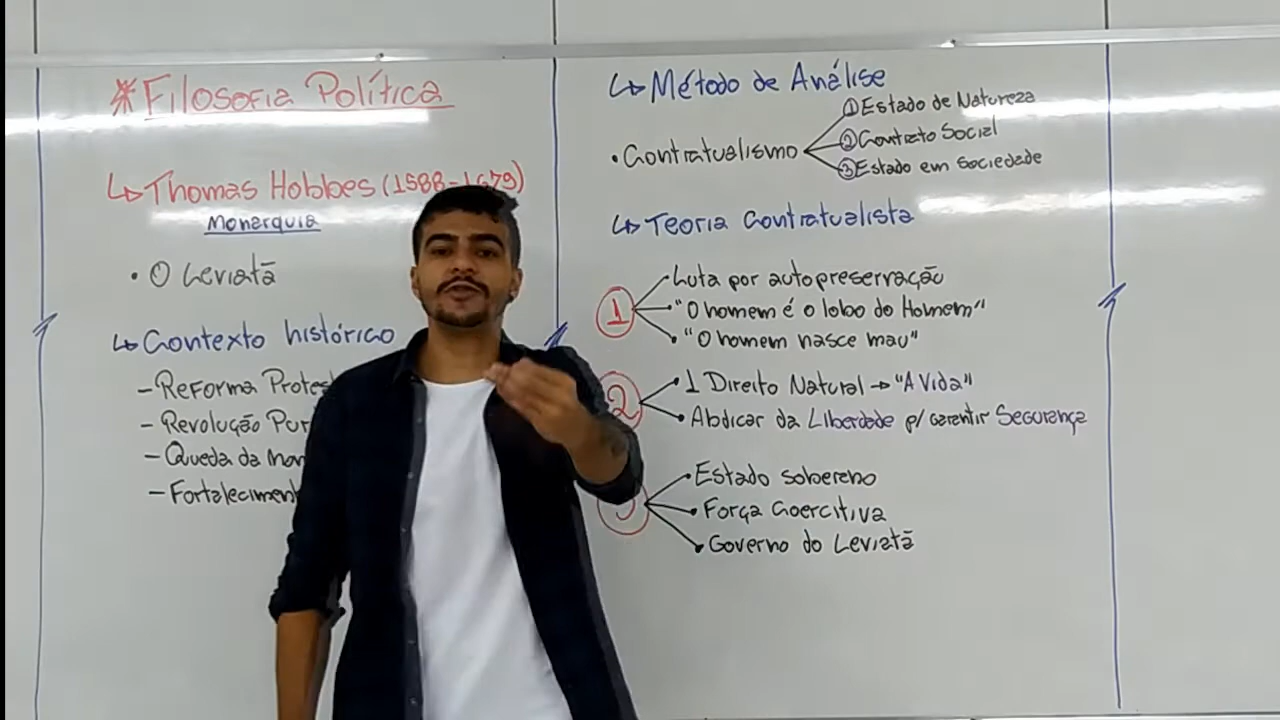 * Filosofia Política
↳ Thomas Hobbes (1588-1679)
Monarquia
• O Leviatã
↳ Contexto histórico
- Reforma
- Revolução
- Queda da
-
↳ Método de Análise
• Contratualismo
① Estado de Natureza
② Contrato Social
③ Estado em Sociedade
↳ Teoria Contratualista
1
• Luta por autopreservação
• "O homem é o lobo do Homem"
• "O homem nasce mau"
2
• 1 Direito Natural → "A Vida"
• Abdicar da Liberdade p/ garantir Segurança
3
• Estado sobereno
• Força Coercitiva
• Governo do Leviatã